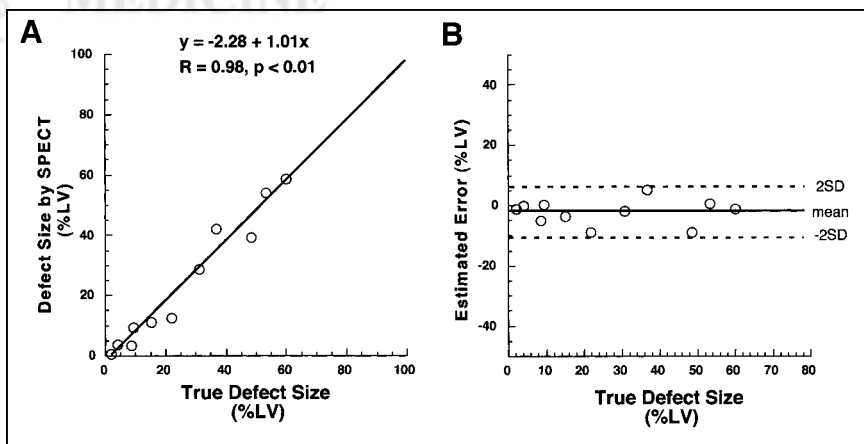 MEDICINE
A
y = -2.28 + 1.01x
R = 0.98, p < 0.01
Defect Size by SPECT
(%LV)
100
80
60
40
20
0
0 20 40 60 80 100
True Defect Size
(%LV)
B
Estimated Error (%LV)
40
20
0
-20
-40
2SD
mean
-2SD
0 10 20 30 40 50 60 70 80
True Defect Size
(%LV)